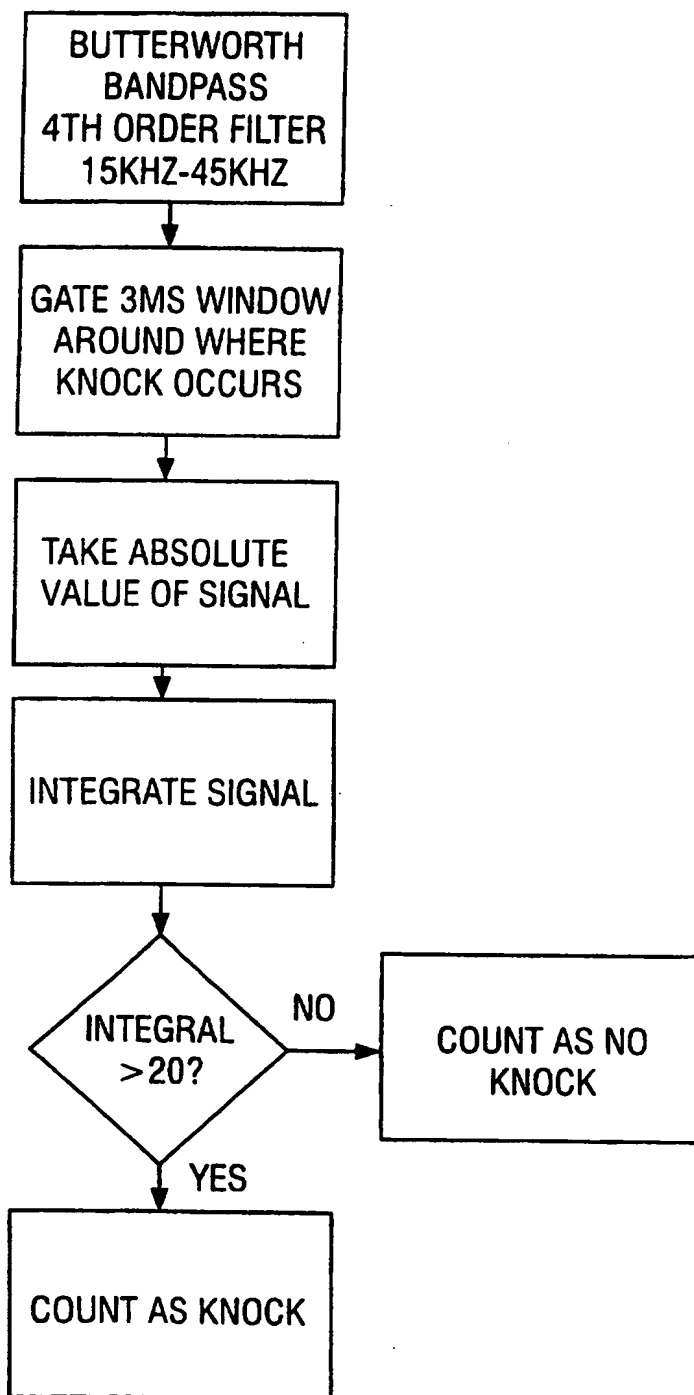 BUTTERWORTH
BANDPASS
4TH ORDER FILTER
15KHZ-45KHZ
GATE 3MS WINDOW
AROUND WHERE
KNOCK OCCURS
TAKE ABSOLUTE
VALUE OF SIGNAL
INTEGRATE SIGNAL
INTEGRAL
>20?
NO
COUNT AS NO
KNOCK
YES
COUNT AS KNOCK